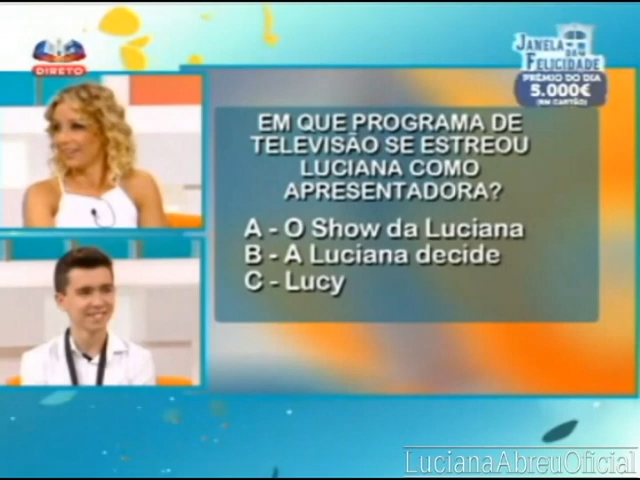 SIC
DIRETO
JANELA
DA
FELICIDADE
PRÉMIO DO DIA
5.000€
(EM CARTÃO)
EM QUE PROGRAMA DE
TELEVISÃO SE ESTREOU
LUCIANA COMO
APRESENTADORA?
A - O Show da Luciana
B - A Luciana decide
C - Lucy
LucianaAbreuOficial